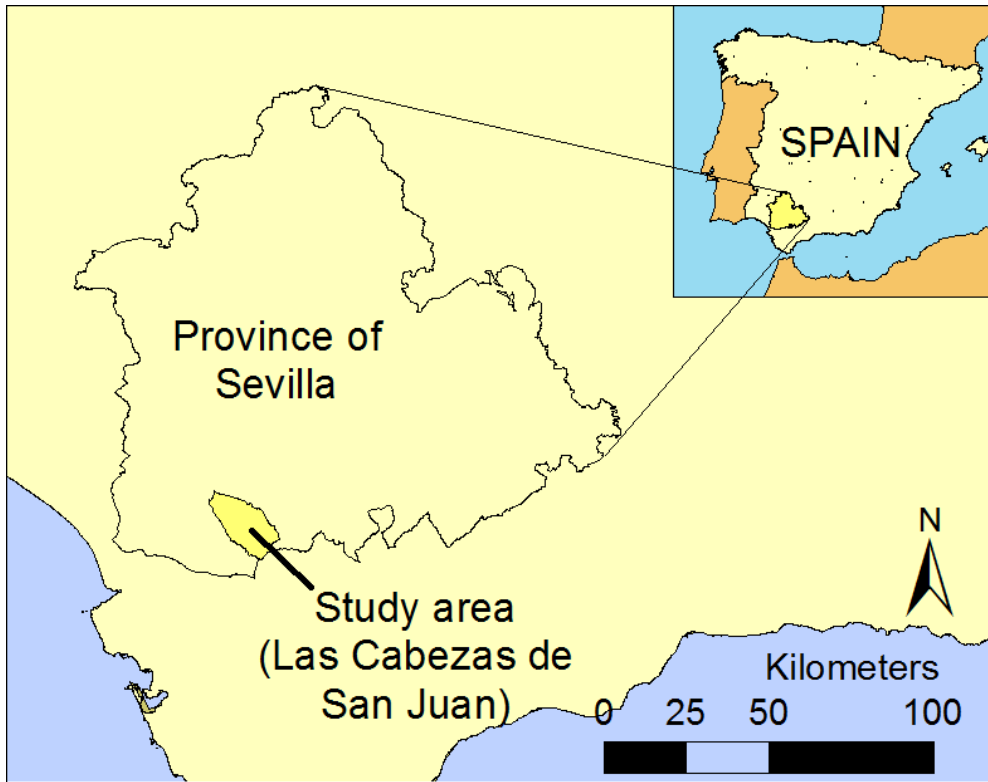 SPAIN
Province of
Sevilla
N
Study area
(Las Cabezas de
San Juan)
Kilometers
0 25 50 100